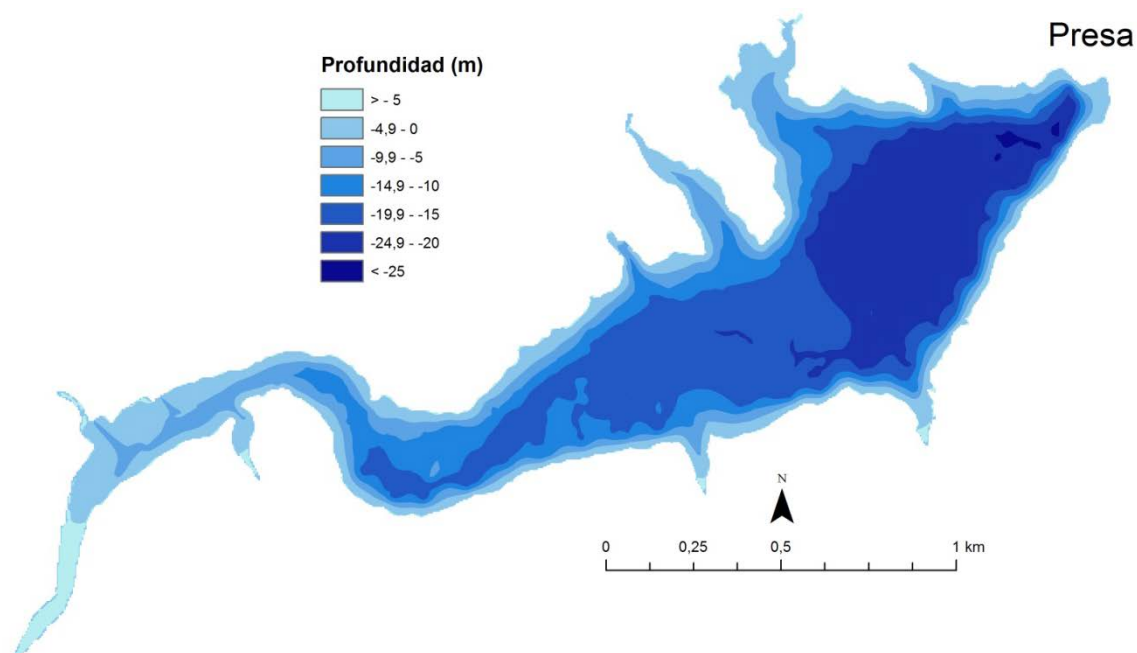 Presa
Profundidad (m)
> - 5
-4,9 - 0
-9,9 - -5
-14,9 - -10
-19,9 - -15
-24,9 - -20
< -25
N
0 0,25 0,5 1 km